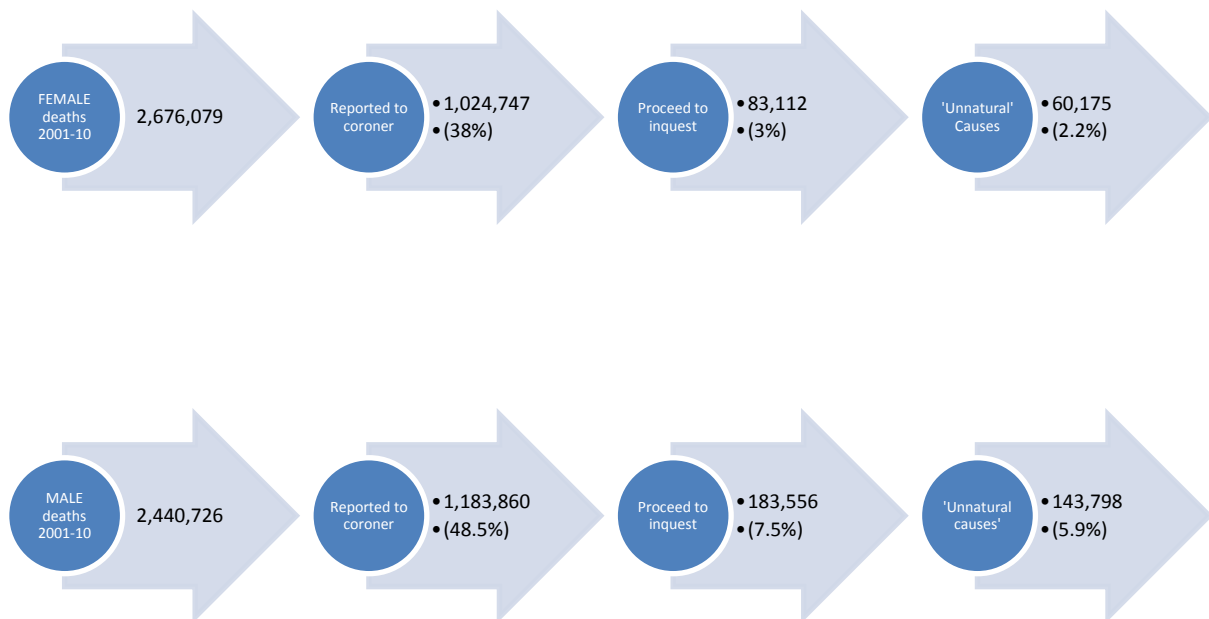 FEMALE
deaths
2001-10
2,676,079
Reported to
coroner
•1,024,747
•(38%)
Proceed to
inquest
•83,112
•(3%)
'Unnatural'
Causes
•60,175
•(2.2%)
MALE
deaths
2001-10
2,440,726
Reported to
coroner
•1,183,860
•(48.5%)
Proceed to
inquest
•183,556
•(7.5%)
'Unnatural
causes'
•143,798
•(5.9%)